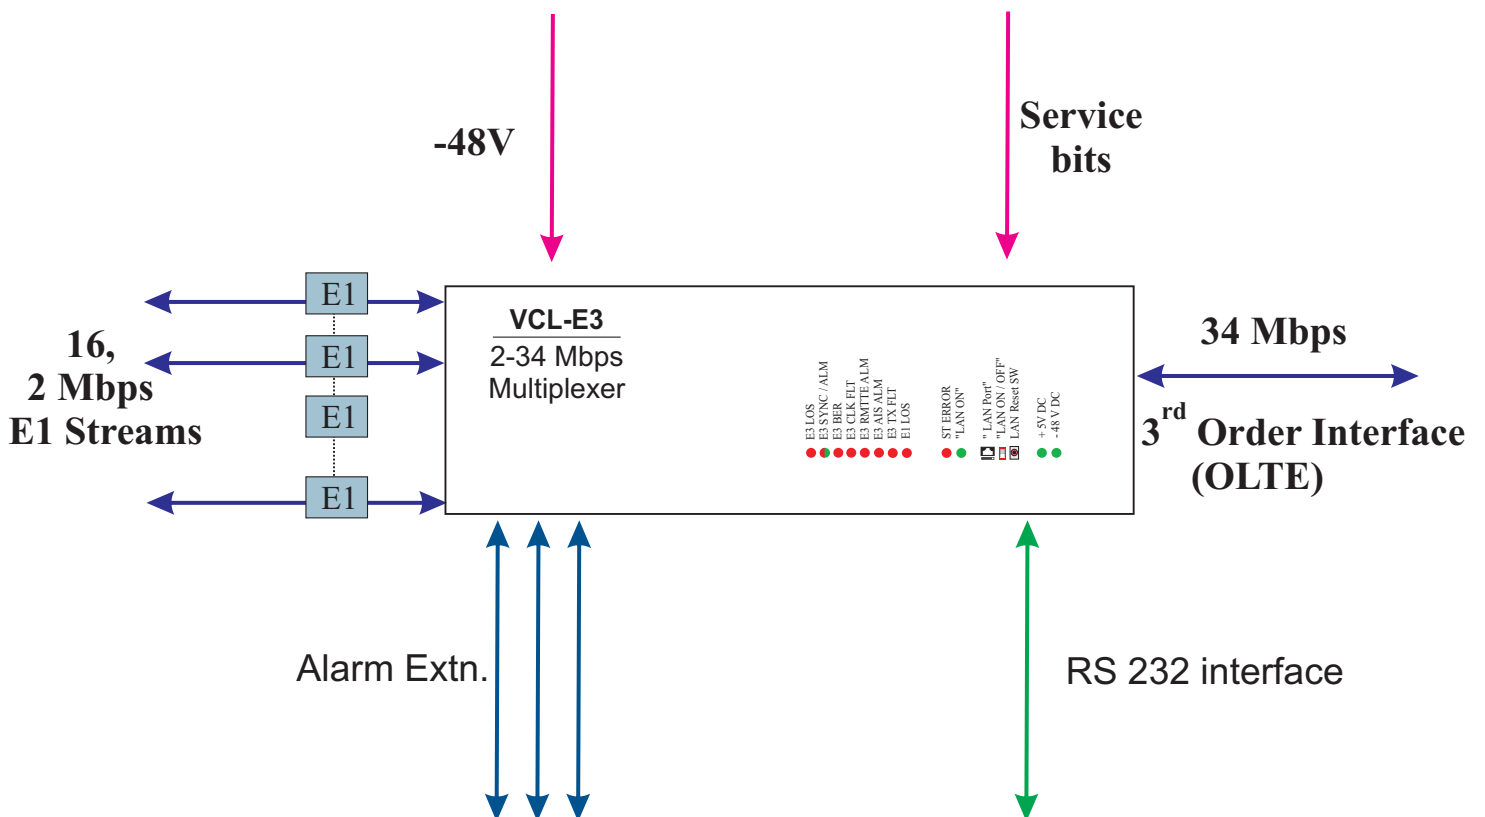 -48V
Service
bits
E1
E1
E1
E1
16,
2 Mbps
E1 Streams
VCL-E3
2-34 Mbps
Multiplexer
E3 LOS
E3 SYNC / ALM
E3 BER
E3 CLK FLT
E3 RMTTE ALM
E3 AIS ALM
E3 TX FLT
E1 LOS
ST ERROR
"LAN ON"
" LAN Port"
"LAN ON / OFF"
LAN Reset SW
+ 5V DC
- 48 V DC
34 Mbps
3rd Order Interface
(OLTE)
Alarm Extn.
RS 232 interface